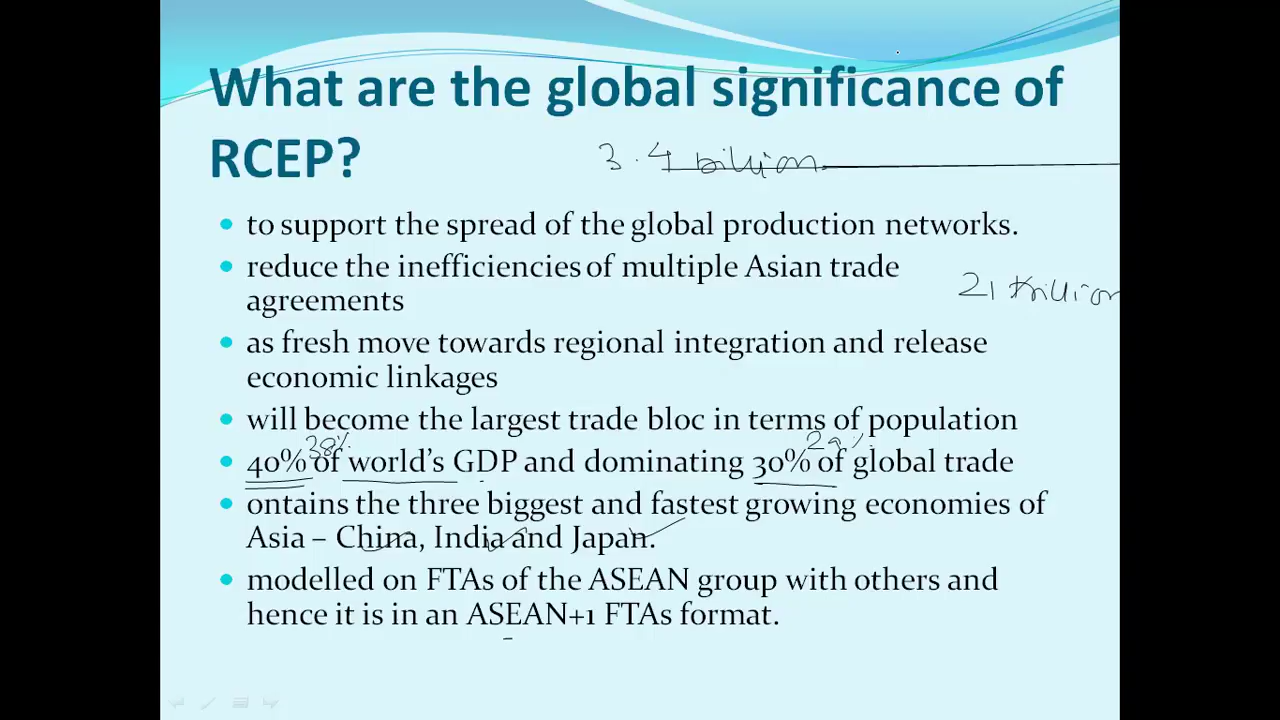 What are the global significance of
RCEP?
3.4 billion
• to support the spread of the global production networks.
• reduce the inefficiencies of multiple Asian trade
agreements
21 trillion
• as fresh move towards regional integration and release
economic linkages
• will become the largest trade bloc in terms of population
38% 29%
• 40% of world's GDP and dominating 30% of global trade
• ontains the three biggest and fastest growing economies of
Asia – China, India and Japan.
• modelled on FTAs of the ASEAN group with others and
hence it is in an ASEAN+1 FTAs format.